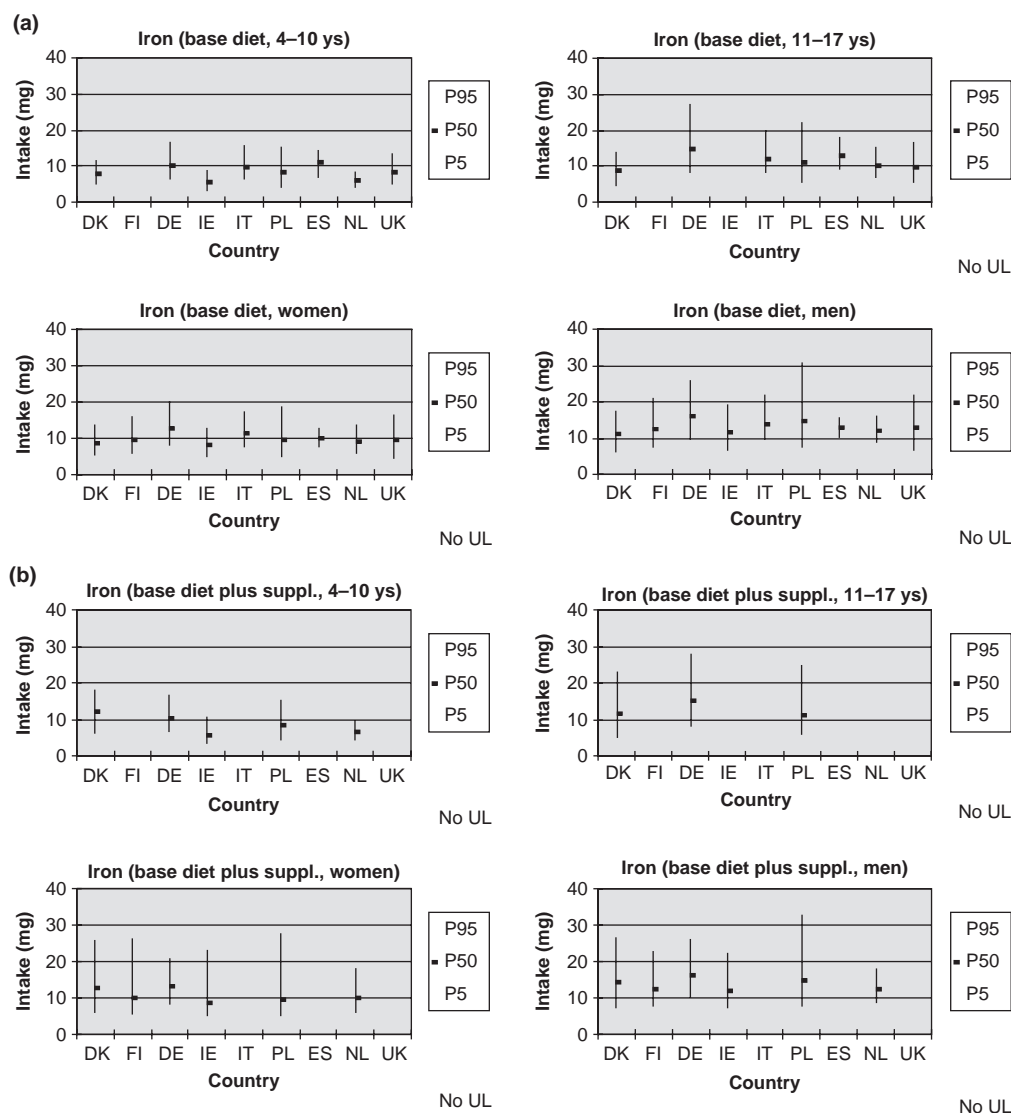 (a)
Iron (base diet, 4–10 ys)
40
30
20
10
0
Intake (mg)
DK FI DE IE IT PL ES NL UK
Country
P95
P50
P5
Iron (base diet, 11–17 ys)
40
30
20
10
0
Intake (mg)
DK FI DE IE IT PL ES NL UK
Country
P95
P50
P5
No UL
Iron (base diet, women)
40
30
20
10
0
Intake (mg)
DK FI DE IE IT PL ES NL UK
Country
P95
P50
P5
No UL
Iron (base diet, men)
40
30
20
10
0
Intake (mg)
DK FI DE IE IT PL ES NL UK
Country
P95
P50
P5
No UL
(b)
Iron (base diet plus suppl., 4–10 ys)
40
30
20
10
0
Intake (mg)
DK FI DE IE IT PL ES NL UK
Country
P95
P50
P5
No UL
Iron (base diet plus suppl., 11–17 ys)
40
30
20
10
0
Intake (mg)
DK FI DE IE IT PL ES NL UK
Country
P95
P50
P5
No UL
Iron (base diet plus suppl., women)
40
30
20
10
0
Intake (mg)
DK FI DE IE IT PL ES NL UK
Country
P95
P50
P5
No UL
Iron (base diet plus suppl., men)
40
30
20
10
0
Intake (mg)
DK FI DE IE IT PL ES NL UK
Country
P95
P50
P5
No UL